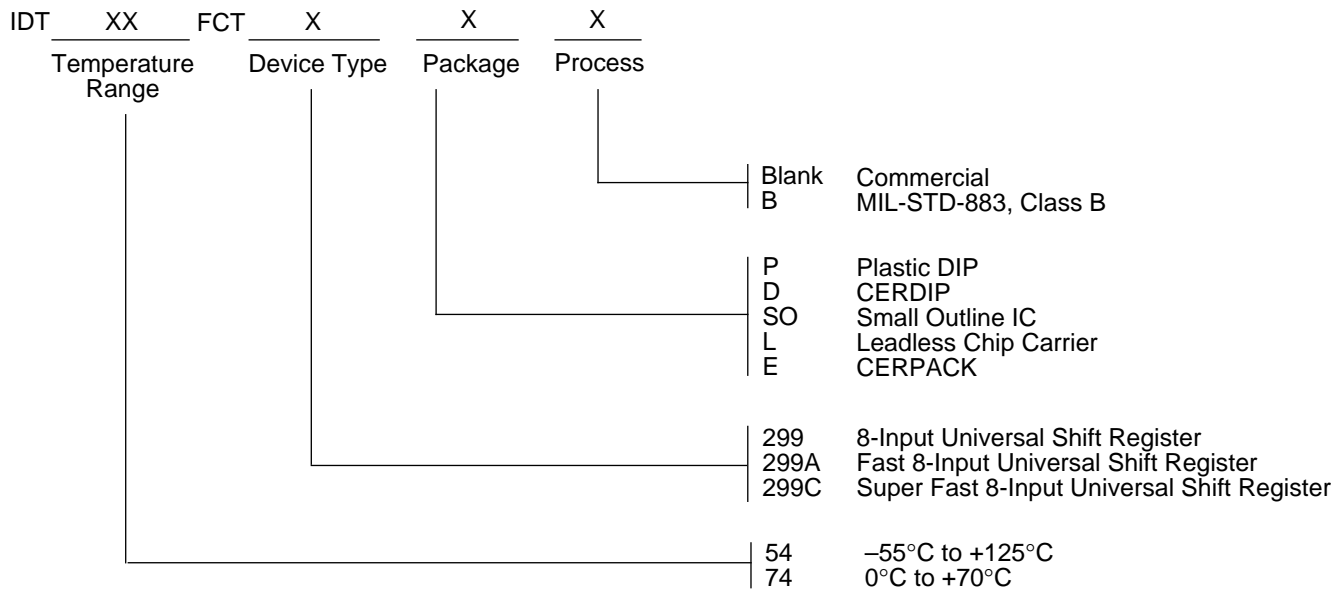 IDT XX FCT X X X
Temperature Range Device Type Package Process
Blank Commercial
B MIL-STD-883, Class B
P Plastic DIP
D CERDIP
SO Small Outline IC
L Leadless Chip Carrier
E CERPACK
299 8-Input Universal Shift Register
299A Fast 8-Input Universal Shift Register
299C Super Fast 8-Input Universal Shift Register
54 –55°C to +125°C
74 0°C to +70°C